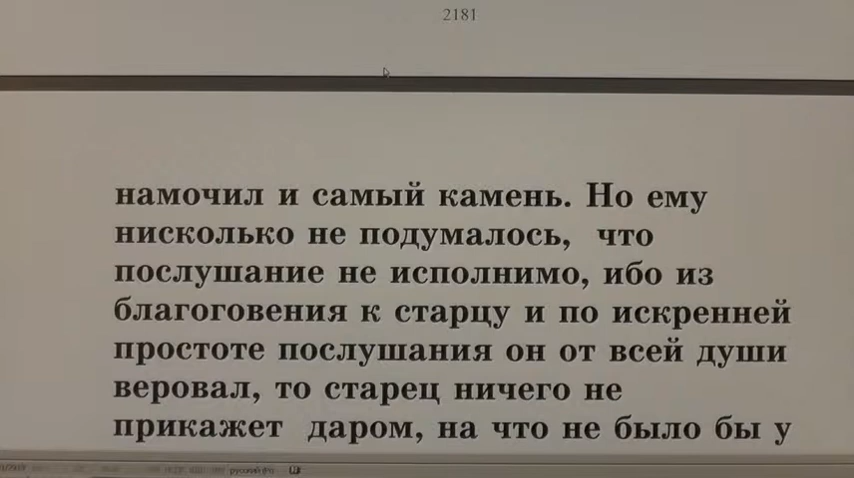 2181
намочил и самый камень. Но ему
нисколько не подумалось, что
послушание не исполнимо, ибо из
благоговения к старцу и по искренней
простоте послушания он от всей души
веровал, то старец ничего не
прикажет даром, на что не было бы у
русский (Р)